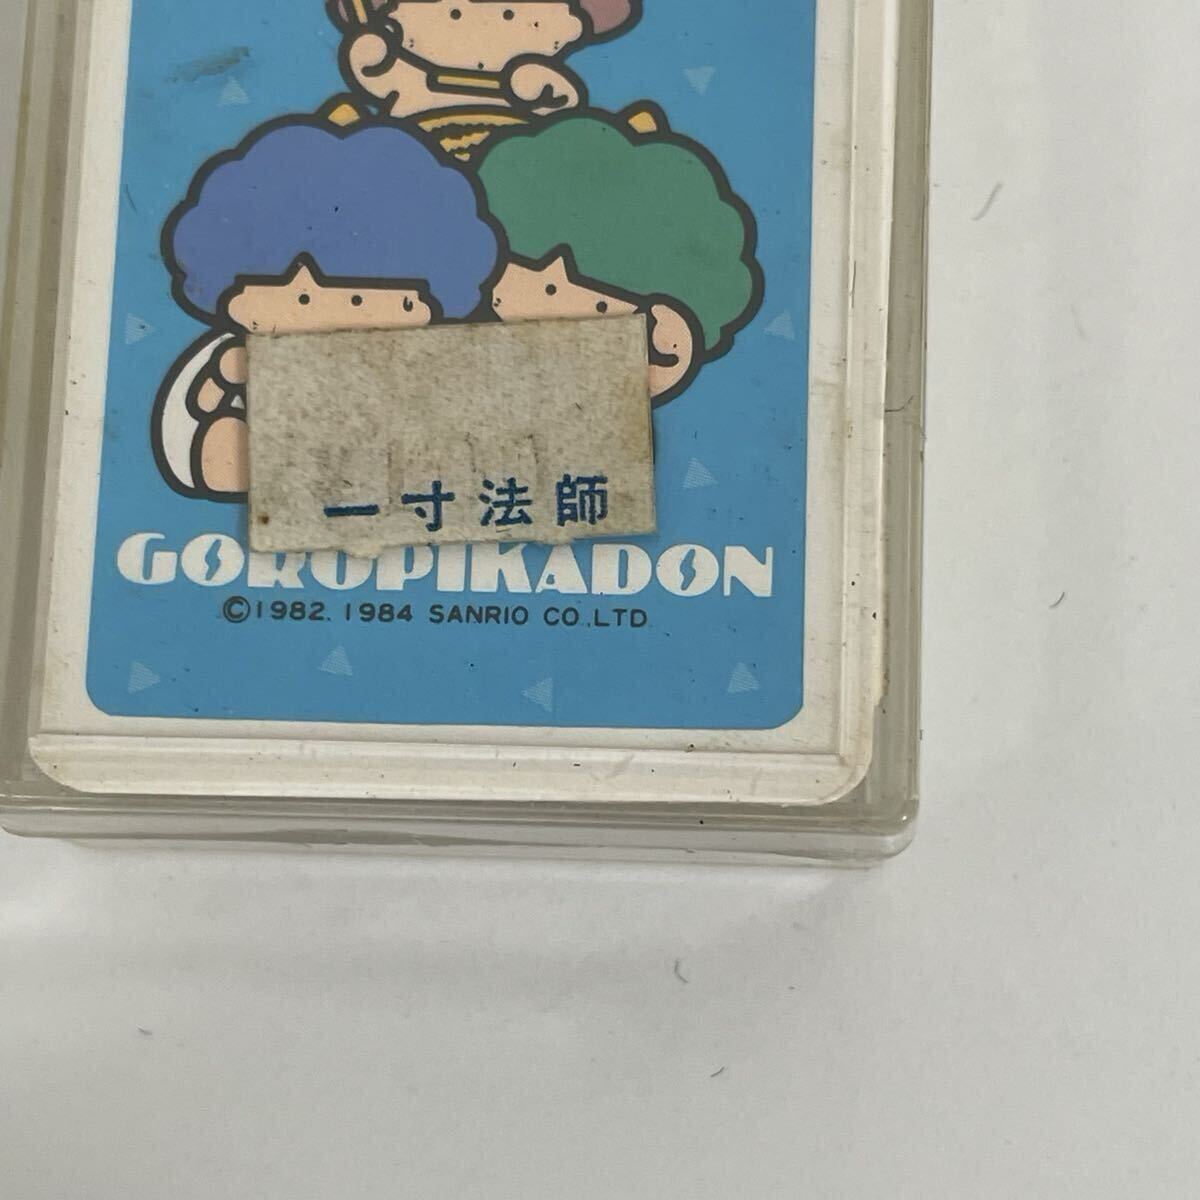 一寸法師
GOROPIKADON
©1982. 1984 SANRIO CO.,LTD